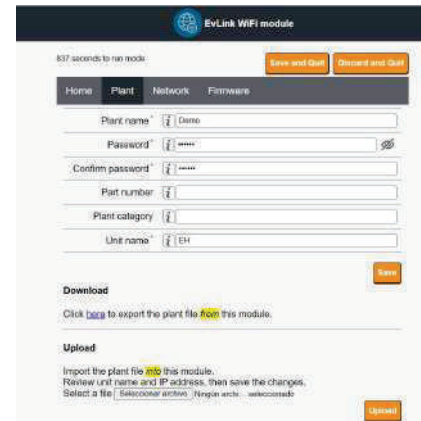 EvLink WiFi module
837 seconds to run mode
Save and Quit Discard and Quit
Home Plant Network Firmware
Plant name* i Demo
Password* i ••••••
Confirm password* i ••••••
Part number i
Plant category i
Unit name* i EH
Save
Download
Click here to export the plant file from this module.
Upload
Import the plant file into this module.
Review unit name and IP address, then save the changes.
Select a file Seleccionar archivo Ningún archi... seleccionado
Upload